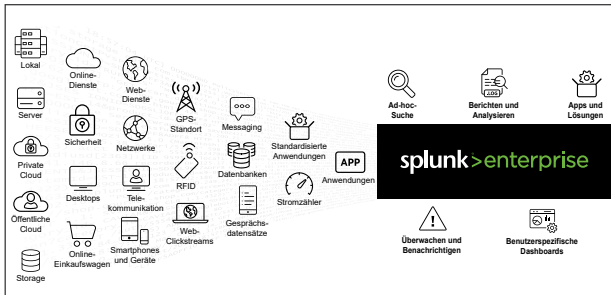 Lokal
Server
Private
Cloud
Öffentliche
Cloud
Storage
Online-
Dienste
Sicherheit
Desktops
Online-
Einkaufswagen
Web-
Dienste
Netzwerke
Tele-
kommunikation
Smartphones
und Geräte
GPS-
Standort
RFID
Web-
Clickstreams
Messaging
Datenbanken
Gesprächs-
datensätze
Standardisierte
Anwendungen
Stromzähler
APP
Anwendungen
Ad-hoc-
Suche
LOG
Berichten und
Analysieren
Apps und
Lösungen
splunk>enterprise
Überwachen und
Benachrichtigen
Benutzerspezifische
Dashboards